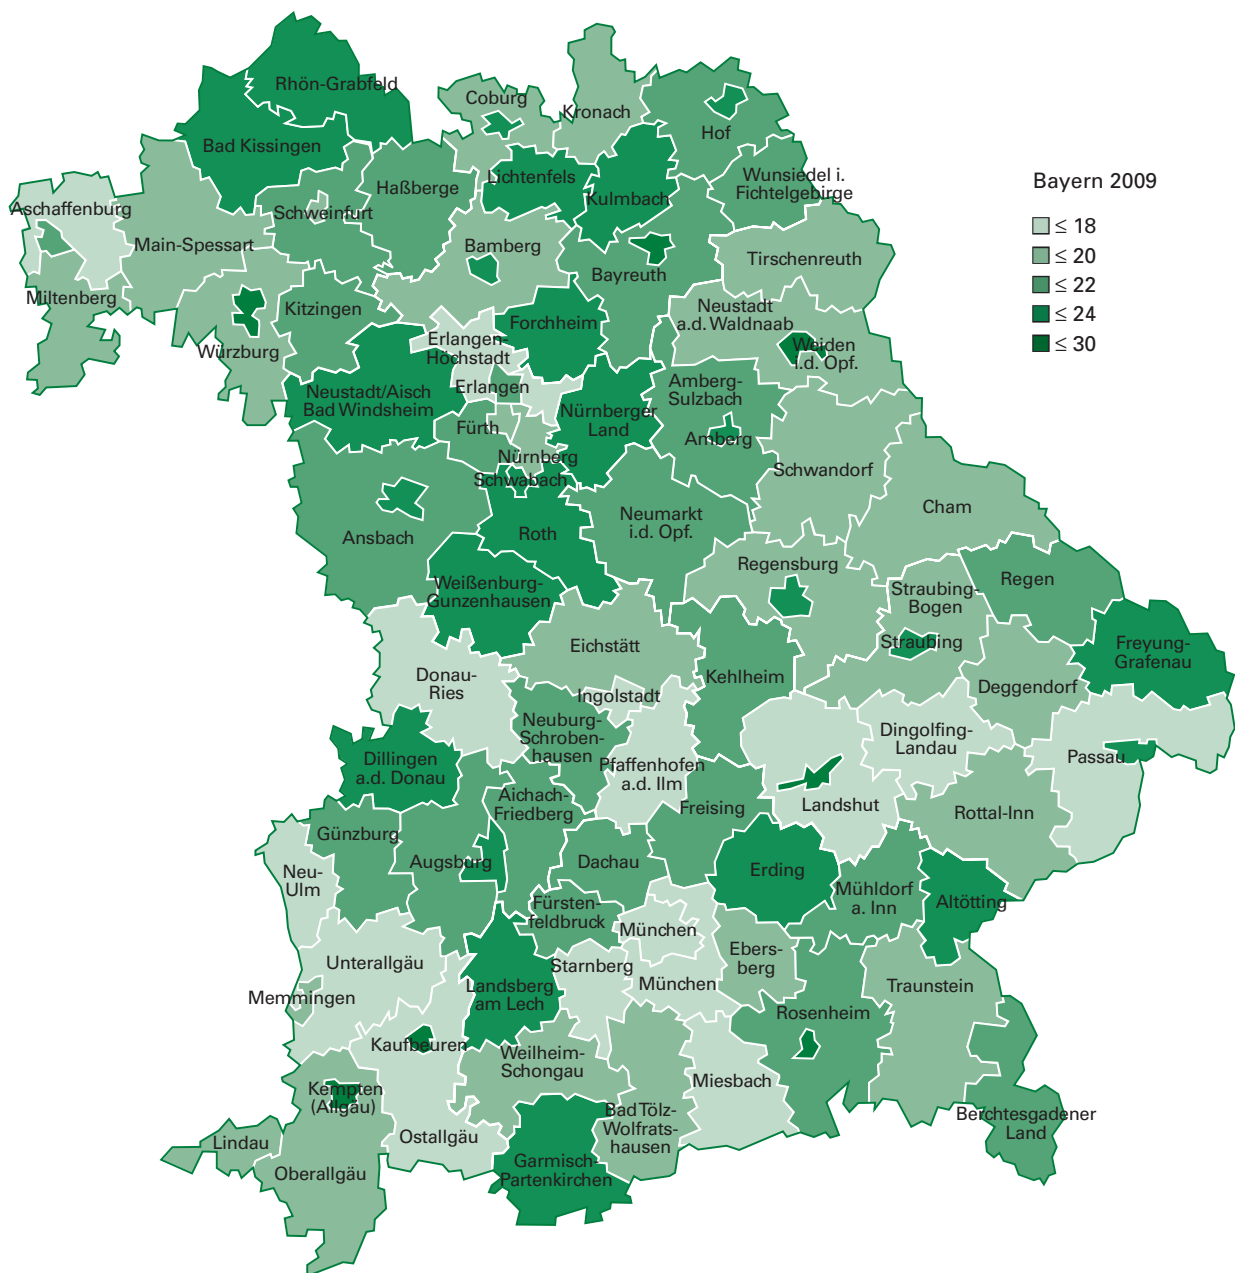 Rhön-Grabfeld
Coburg
Kronach
Hof
Bad Kissingen
Lichtenfels
Kulmbach
Wunsiedel i.
Fichtelgebirge
Haßberge
Aschaffenburg
Schweinfurt
Main-Spessart
Bamberg
Bayreuth
Tirschenreuth
Miltenberg
Kitzingen
Neustadt
a.d. Waldnaab
Forchheim
Würzburg
Erlangen-
Höchstadt
Weiden
i.d. Opf.
Erlangen
Neustadt/Aisch
Bad Windsheim
Amberg-
Sulzbach
Nürnberger
Land
Fürth
Amberg
Nürnberg
Schwabach
Schwandorf
Cham
Ansbach
Roth
Neumarkt
i.d. Opf.
Regensburg
Regen
Weißenburg-
Gunzenhausen
Straubing-
Bogen
Straubing
Freyung-
Grafenau
Eichstätt
Kehlheim
Deggendorf
Donau-
Ries
Ingolstadt
Neuburg-
Schroben-
hausen
Dingolfing-
Landau
Passau
Dillingen
a.d. Donau
Pfaffenhofen
a.d. Ilm
Aichach-
Friedberg
Freising
Landshut
Rottal-Inn
Günzburg
Augsburg
Dachau
Erding
Neu-
Ulm
Mühldorf
a. Inn
Altötting
Fürsten-
feldbruck
München
Ebers-
berg
Unterallgäu
Starnberg
Landsberg
am Lech
München
Traunstein
Memmingen
Rosenheim
Kaufbeuren
Weilheim-
Schongau
Miesbach
Kempten
(Allgäu)
Bad Tölz-
Wolfrats-
hausen
Berchtesgadener
Land
Lindau
Ostallgäu
Oberallgäu
Garmisch-
Partenkirchen
Bayern 2009
≤ 18
≤ 20
≤ 22
≤ 24
≤ 30